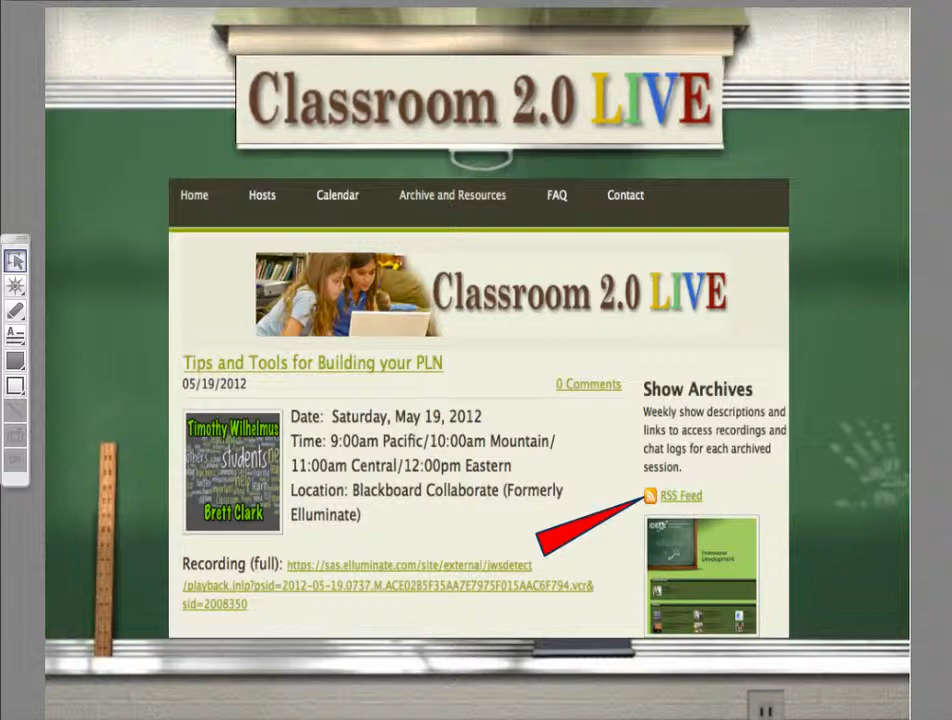 Classroom 2.0 LIVE
Home Hosts Calendar Archive and Resources FAQ Contact
Classroom 2.0 LIVE
Tips and Tools for Building your PLN
05/19/2012
0 Comments
Timothy Wilhelmus
students
Brett Clark
Date: Saturday, May 19, 2012
Time: 9:00am Pacific/10:00am Mountain/
11:00am Central/12:00pm Eastern
Location: Blackboard Collaborate (Formerly
Elluminate)
Recording (full): https://sas.elluminate.com/site/external/jwsdetect
/playback.jnlp?psid=2012-05-19.0737.M.ACE02B5F35AA7E7975F015AAC6F794.vcr&
sid=2008350
Show Archives
Weekly show descriptions and
links to access recordings and
chat logs for each archived
session.
RSS Feed